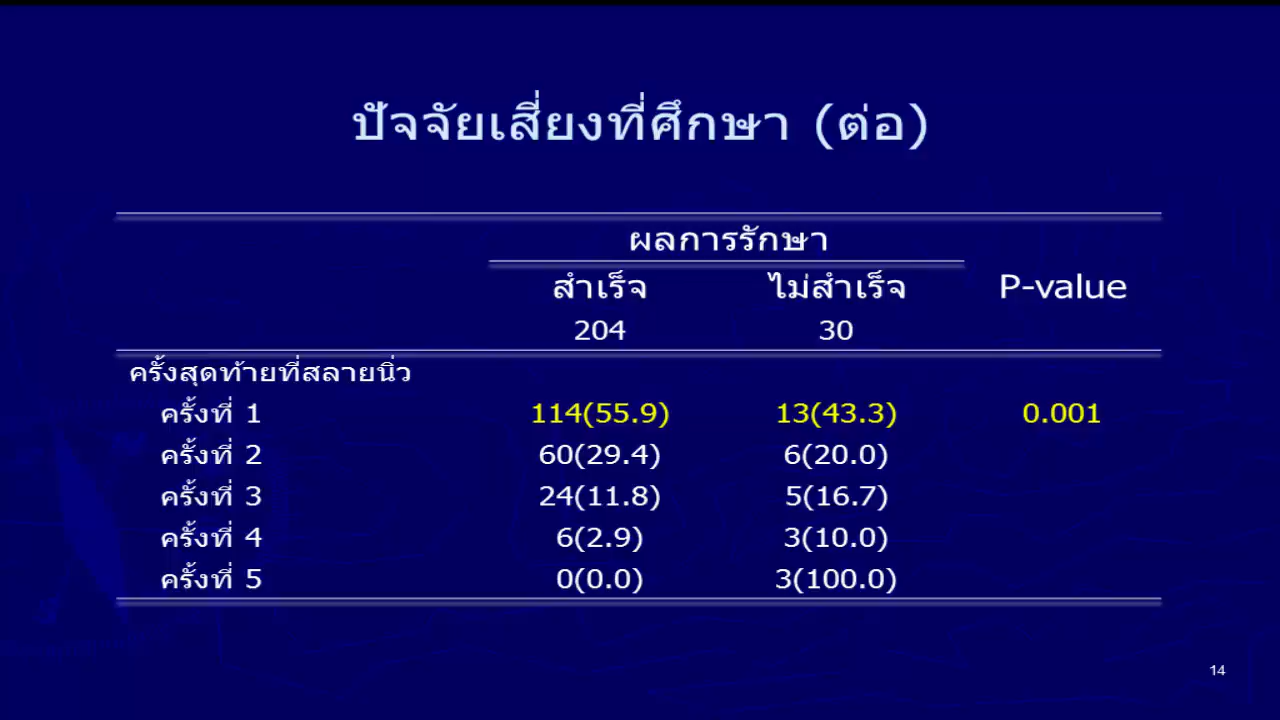 ปัจจัยเสี่ยงที่ศึกษา (ต่อ)
ผลการรักษา
สำเร็จ ไม่สำเร็จ P-value
204 30
ครั้งสุดท้ายที่สลายนิ่ว
ครั้งที่ 1 114(55.9) 13(43.3) 0.001
ครั้งที่ 2 60(29.4) 6(20.0)
ครั้งที่ 3 24(11.8) 5(16.7)
ครั้งที่ 4 6(2.9) 3(10.0)
ครั้งที่ 5 0(0.0) 3(100.0)
14